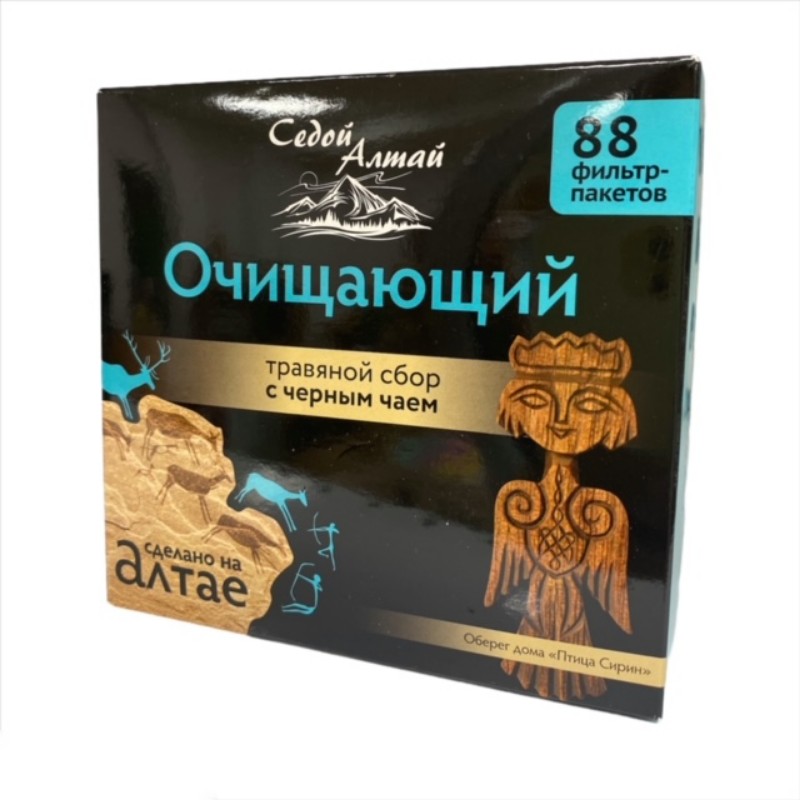 Седой
Алтай
88
фильтр-
пакетов
Очищающий
травяной сбор
с черным чаем
сделано на
алтае
Оберег дома «Птица Сирин»